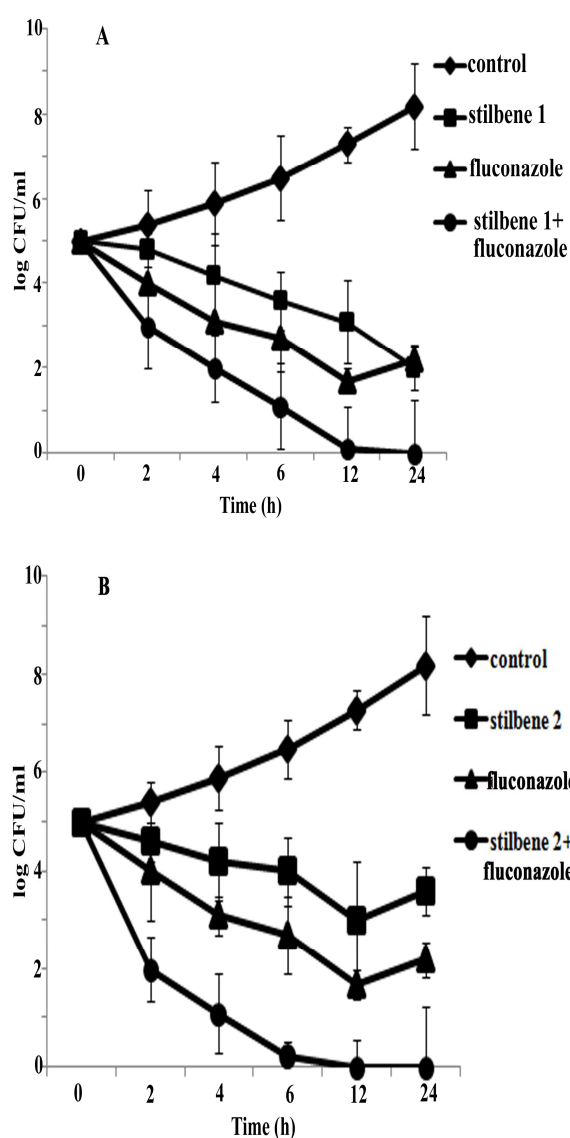 10
A
control
8
stilbene 1
fluconazole
6
stilbene 1+
fluconazole
log CFU/ml
4
2
0
0 2 4 6 12 24
Time (h)
10
B
8
control
stilbene 2
6
fluconazole
stilbene 2+
fluconazole
log CFU/ml
4
2
0
0 2 4 6 12 24
Time (h)